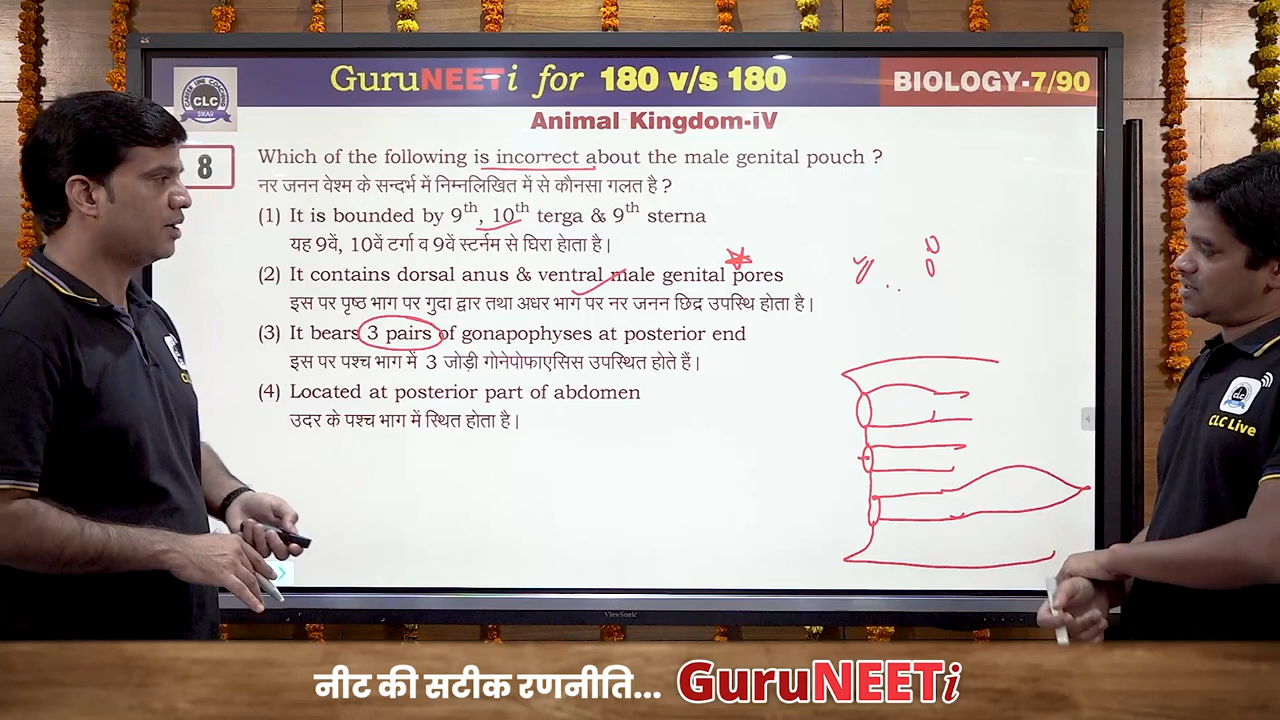 GuruNEETi for 180 v/s 180
BIOLOGY-7/90
CAREER LINE COACHING
CLC
SIKAR
Animal Kingdom-iV
8
Which of the following is incorrect about the male genital pouch ?
नर जनन वेश्म के सन्दर्भ में निम्नलिखित में से कौनसा गलत है ?
(1) It is bounded by 9th, 10th terga & 9th sterna
यह 9वें, 10वें टर्गा व 9वें स्टर्नम से घिरा हेाता है।
(2) It contains dorsal anus & ventral male genital pores
इस पर पृष्ठ भाग पर गुदा द्वार तथा अधर भाग पर नर जनन छिद्र उपस्थि होता है।
(3) It bears 3 pairs of gonapophyses at posterior end
इस पर पश्च भाग में 3 जोड़ी गोनेपोफाएसिस उपस्थित होते हैं।
(4) Located at posterior part of abdomen
उदर के पश्च भाग में स्थित होता है।
CLC Live
ViewSonic
नीट की सटीक रणनीति... GuruNEETi